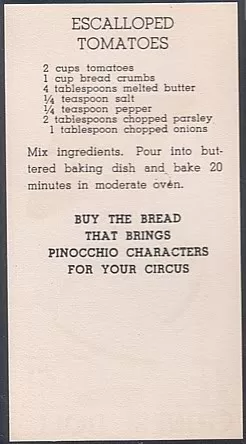 ESCALLOPED
TOMATOES
2 cups tomatoes
1 cup bread crumbs
4 tablespoons melted butter
¼ teaspoon salt
¼ teaspoon pepper
2 tablespoons chopped parsley
1 tablespoon chopped onions
Mix ingredients. Pour into but-
tered baking dish and bake 20
minutes in moderate oven.
BUY THE BREAD
THAT BRINGS
PINOCCHIO CHARACTERS
FOR YOUR CIRCUS